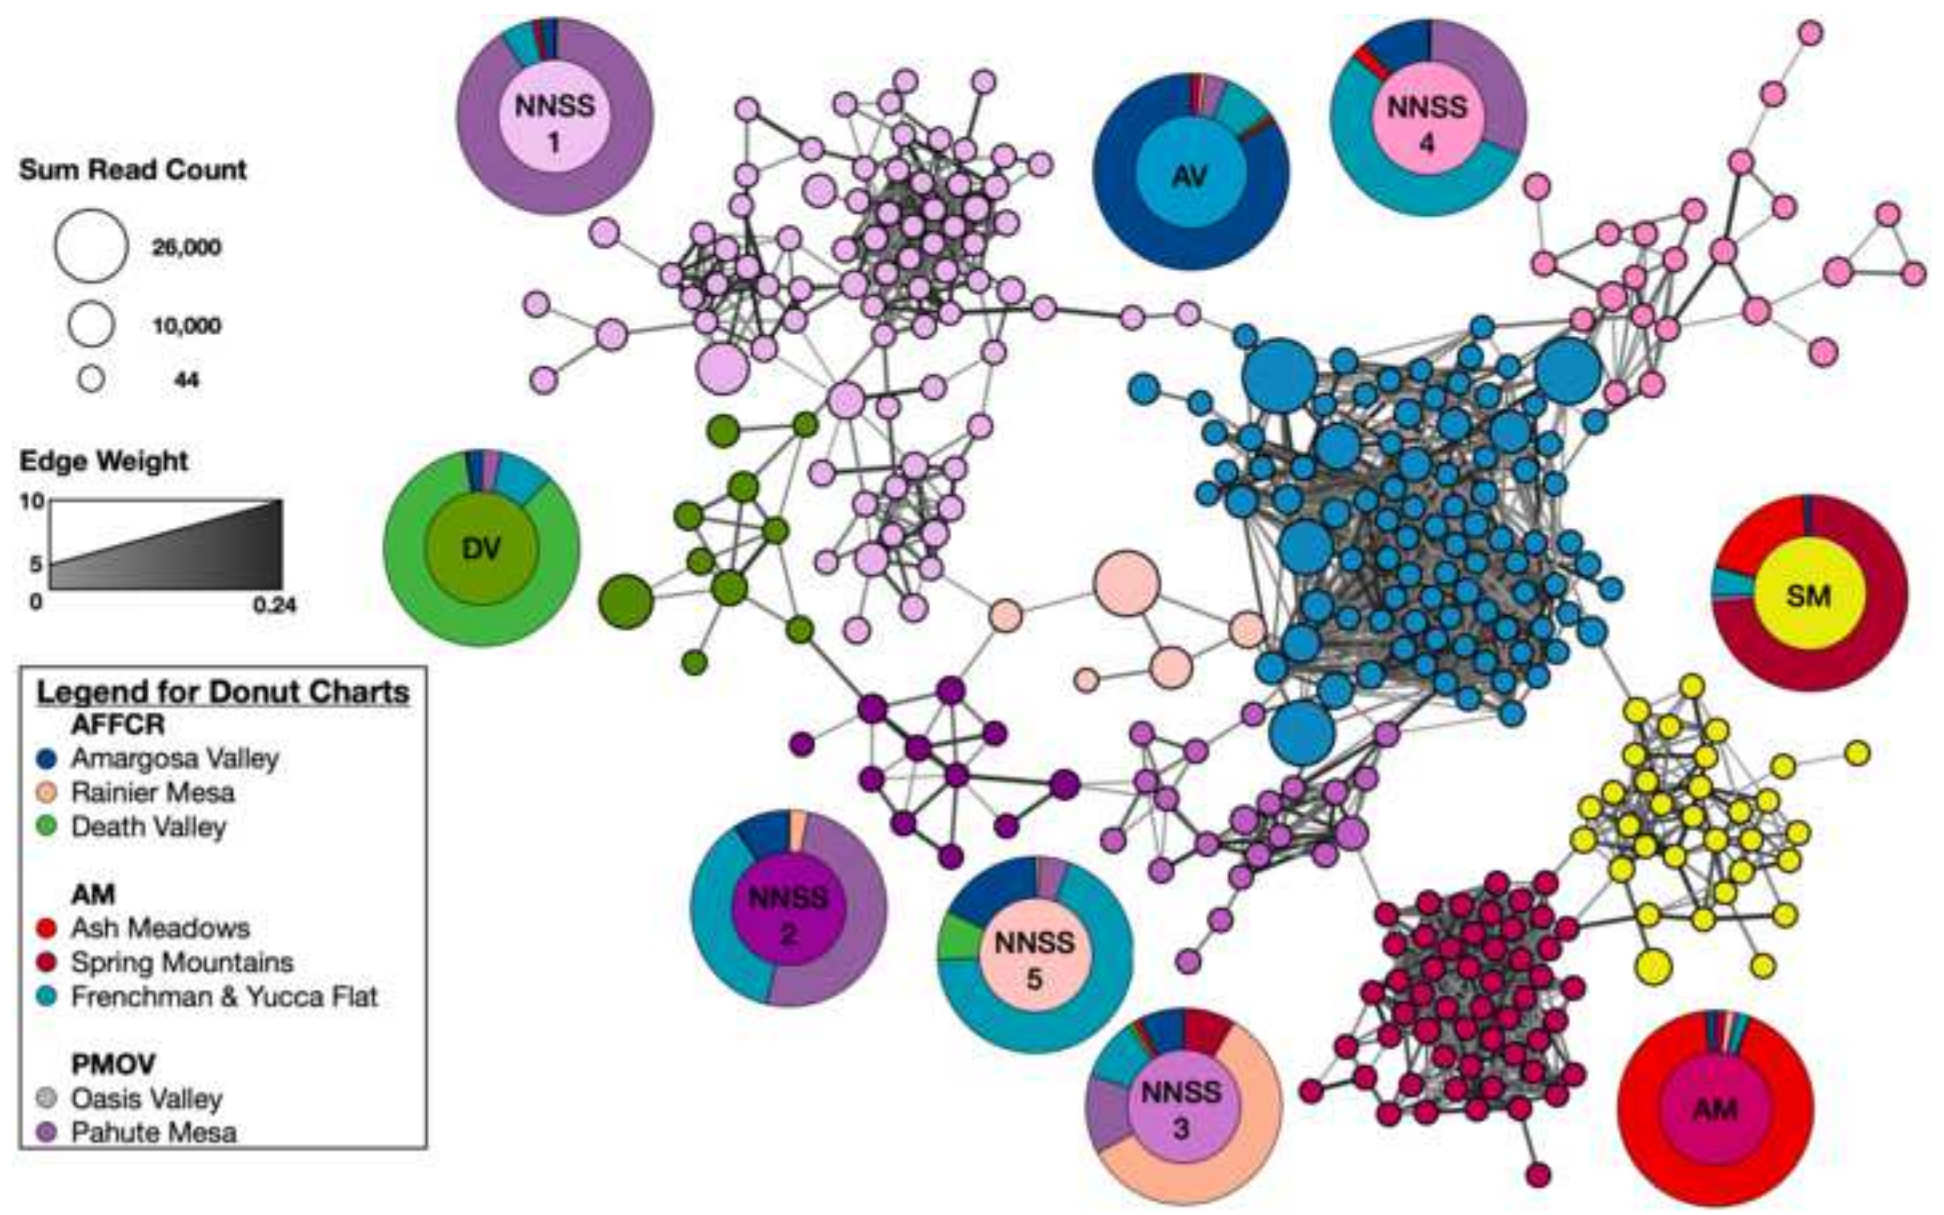 NNSS
1
AV
NNSS
4
Sum Read Count
26,000
10,000
44
Edge Weight
10
5
0
0.24
DV
SM
Legend for Donut Charts
AFFCR
Amargosa Valley
Rainier Mesa
Death Valley
AM
Ash Meadows
Spring Mountains
Frenchman & Yucca Flat
PMOV
Oasis Valley
Pahute Mesa
NNSS
2
NNSS
5
NNSS
3
AM